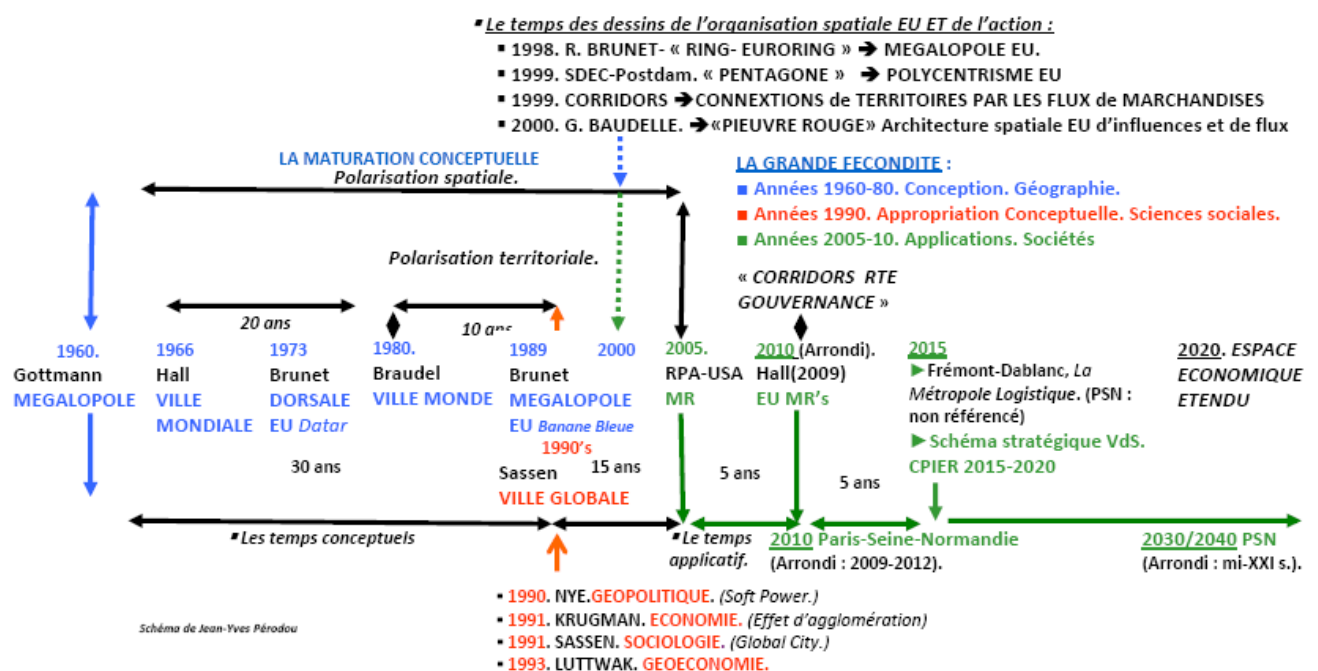 ▪Le temps des dessins de l'organisation spatiale EU ET de l'action :
▪ 1998. R. BRUNET- « RING- EURORING » ➔ MEGALOPOLE EU.
▪ 1999. SDEC-Postdam. « PENTAGONE » ➔ POLYCENTRISME EU
▪ 1999. CORRIDORS ➔CONNEXTIONS de TERRITOIRES PAR LES FLUX de MARCHANDISES
▪ 2000. G. BAUDELLE. ➔«PIEUVRE ROUGE» Architecture spatiale EU d'influences et de flux
LA MATURATION CONCEPTUELLE
Polarisation spatiale.
LA GRANDE FECONDITE :
■ Années 1960-80. Conception. Géographie.
■ Années 1990. Appropriation Conceptuelle. Sciences sociales.
■ Années 2005-10. Applications. Sociétés
Polarisation territoriale.
« CORRIDORS RTE
GOUVERNANCE »
20 ans
10 ans
1960.
Gottmann
MEGALOPOLE
1966
Hall
VILLE
MONDIALE
1973
Brunet
DORSALE
EU Datar
1980.
Braudel
VILLE MONDE
1989
Brunet
MEGALOPOLE
EU Banane Bleue
2000
1990's
Sassen
VILLE GLOBALE
2005.
RPA-USA
MR
2010 (Arrondi).
Hall(2009)
EU MR's
2015
►Frémont-Dablanc, La
Métropole Logistique. (PSN :
non référencé)
►Schéma stratégique VdS.
CPIER 2015-2020
2020. ESPACE
ECONOMIQUE
ETENDU
30 ans
15 ans
5 ans
5 ans
▪Les temps conceptuels
▪Le temps
applicatif.
2010 Paris-Seine-Normandie
(Arrondi : 2009-2012).
2030/2040 PSN
(Arrondi : mi-XXI s.).
▪ 1990. NYE.GEOPOLITIQUE. (Soft Power.)
▪ 1991. KRUGMAN. ECONOMIE. (Effet d'agglomération)
▪ 1991. SASSEN. SOCIOLOGIE. (Global City.)
▪ 1993. LUTTWAK. GEOECONOMIE.
Schéma de Jean-Yves Pérodou